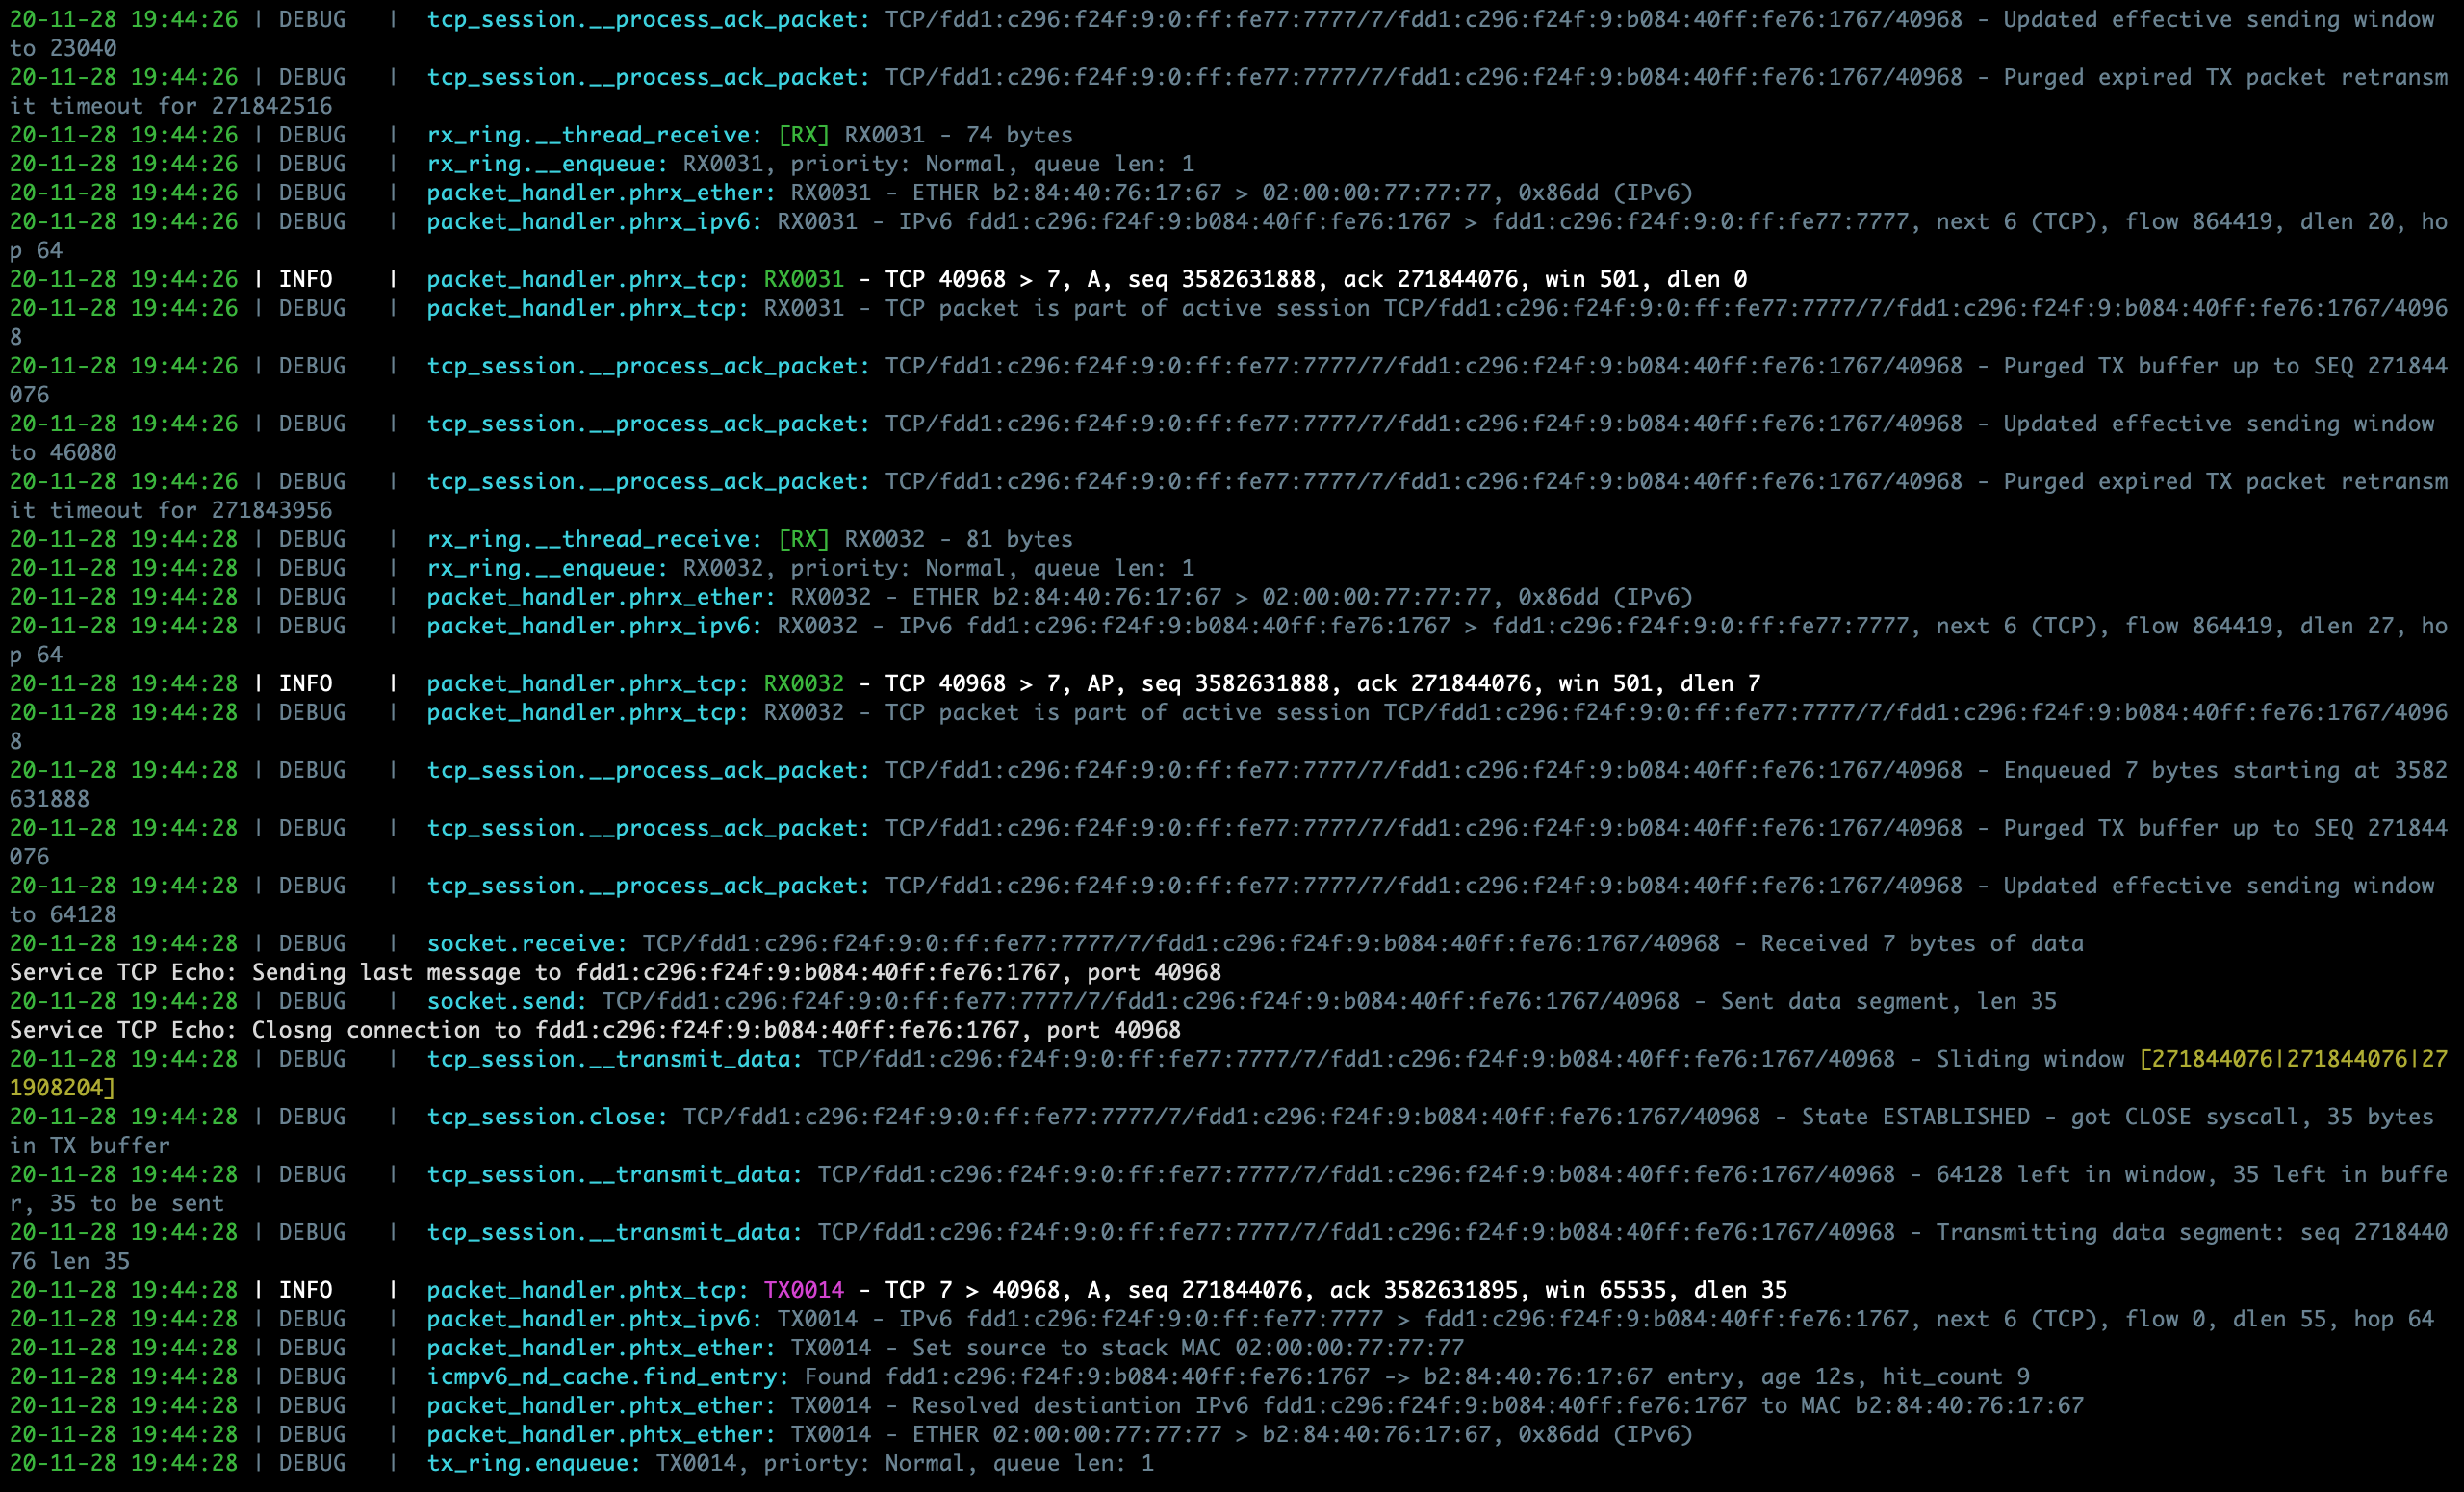 20-11-28 19:44:26 | DEBUG   |  tcp_session.__process_ack_packet: TCP/fdd1:c296:f24f:9:0:ff:fe77:7777/7/fdd1:c296:f24f:9:b084:40ff:fe76:1767/40968 - Updated effective sending window
to 23040
20-11-28 19:44:26 | DEBUG   |  tcp_session.__process_ack_packet: TCP/fdd1:c296:f24f:9:0:ff:fe77:7777/7/fdd1:c296:f24f:9:b084:40ff:fe76:1767/40968 - Purged expired TX packet retransm
it timeout for 271842516
20-11-28 19:44:26 | DEBUG   |  rx_ring.__thread_receive: [RX] RX0031 - 74 bytes
20-11-28 19:44:26 | DEBUG   |  rx_ring.__enqueue: RX0031, priority: Normal, queue len: 1
20-11-28 19:44:26 | DEBUG   |  packet_handler.phrx_ether: RX0031 - ETHER b2:84:40:76:17:67 > 02:00:00:77:77:77, 0x86dd (IPv6)
20-11-28 19:44:26 | DEBUG   |  packet_handler.phrx_ipv6: RX0031 - IPv6 fdd1:c296:f24f:9:b084:40ff:fe76:1767 > fdd1:c296:f24f:9:0:ff:fe77:7777, next 6 (TCP), flow 864419, dlen 20, ho
p 64
20-11-28 19:44:26 | INFO    |  packet_handler.phrx_tcp: RX0031 - TCP 40968 > 7, A, seq 3582631888, ack 271844076, win 501, dlen 0
20-11-28 19:44:26 | DEBUG   |  packet_handler.phrx_tcp: RX0031 - TCP packet is part of active session TCP/fdd1:c296:f24f:9:0:ff:fe77:7777/7/fdd1:c296:f24f:9:b084:40ff:fe76:1767/4096
8
20-11-28 19:44:26 | DEBUG   |  tcp_session.__process_ack_packet: TCP/fdd1:c296:f24f:9:0:ff:fe77:7777/7/fdd1:c296:f24f:9:b084:40ff:fe76:1767/40968 - Purged TX buffer up to SEQ 271844
076
20-11-28 19:44:26 | DEBUG   |  tcp_session.__process_ack_packet: TCP/fdd1:c296:f24f:9:0:ff:fe77:7777/7/fdd1:c296:f24f:9:b084:40ff:fe76:1767/40968 - Updated effective sending window
to 46080
20-11-28 19:44:26 | DEBUG   |  tcp_session.__process_ack_packet: TCP/fdd1:c296:f24f:9:0:ff:fe77:7777/7/fdd1:c296:f24f:9:b084:40ff:fe76:1767/40968 - Purged expired TX packet retransm
it timeout for 271843956
20-11-28 19:44:28 | DEBUG   |  rx_ring.__thread_receive: [RX] RX0032 - 81 bytes
20-11-28 19:44:28 | DEBUG   |  rx_ring.__enqueue: RX0032, priority: Normal, queue len: 1
20-11-28 19:44:28 | DEBUG   |  packet_handler.phrx_ether: RX0032 - ETHER b2:84:40:76:17:67 > 02:00:00:77:77:77, 0x86dd (IPv6)
20-11-28 19:44:28 | DEBUG   |  packet_handler.phrx_ipv6: RX0032 - IPv6 fdd1:c296:f24f:9:b084:40ff:fe76:1767 > fdd1:c296:f24f:9:0:ff:fe77:7777, next 6 (TCP), flow 864419, dlen 27, ho
p 64
20-11-28 19:44:28 | INFO    |  packet_handler.phrx_tcp: RX0032 - TCP 40968 > 7, AP, seq 3582631888, ack 271844076, win 501, dlen 7
20-11-28 19:44:28 | DEBUG   |  packet_handler.phrx_tcp: RX0032 - TCP packet is part of active session TCP/fdd1:c296:f24f:9:0:ff:fe77:7777/7/fdd1:c296:f24f:9:b084:40ff:fe76:1767/4096
8
20-11-28 19:44:28 | DEBUG   |  tcp_session.__process_ack_packet: TCP/fdd1:c296:f24f:9:0:ff:fe77:7777/7/fdd1:c296:f24f:9:b084:40ff:fe76:1767/40968 - Enqueued 7 bytes starting at 3582
631888
20-11-28 19:44:28 | DEBUG   |  tcp_session.__process_ack_packet: TCP/fdd1:c296:f24f:9:0:ff:fe77:7777/7/fdd1:c296:f24f:9:b084:40ff:fe76:1767/40968 - Purged TX buffer up to SEQ 271844
076
20-11-28 19:44:28 | DEBUG   |  tcp_session.__process_ack_packet: TCP/fdd1:c296:f24f:9:0:ff:fe77:7777/7/fdd1:c296:f24f:9:b084:40ff:fe76:1767/40968 - Updated effective sending window
to 64128
20-11-28 19:44:28 | DEBUG   |  socket.receive: TCP/fdd1:c296:f24f:9:0:ff:fe77:7777/7/fdd1:c296:f24f:9:b084:40ff:fe76:1767/40968 - Received 7 bytes of data
Service TCP Echo: Sending last message to fdd1:c296:f24f:9:b084:40ff:fe76:1767, port 40968
20-11-28 19:44:28 | DEBUG   |  socket.send: TCP/fdd1:c296:f24f:9:0:ff:fe77:7777/7/fdd1:c296:f24f:9:b084:40ff:fe76:1767/40968 - Sent data segment, len 35
Service TCP Echo: Closng connection to fdd1:c296:f24f:9:b084:40ff:fe76:1767, port 40968
20-11-28 19:44:28 | DEBUG   |  tcp_session.__transmit_data: TCP/fdd1:c296:f24f:9:0:ff:fe77:7777/7/fdd1:c296:f24f:9:b084:40ff:fe76:1767/40968 - Sliding window [271844076|271844076|27
1908204]
20-11-28 19:44:28 | DEBUG   |  tcp_session.close: TCP/fdd1:c296:f24f:9:0:ff:fe77:7777/7/fdd1:c296:f24f:9:b084:40ff:fe76:1767/40968 - State ESTABLISHED - got CLOSE syscall, 35 bytes
in TX buffer
20-11-28 19:44:28 | DEBUG   |  tcp_session.__transmit_data: TCP/fdd1:c296:f24f:9:0:ff:fe77:7777/7/fdd1:c296:f24f:9:b084:40ff:fe76:1767/40968 - 64128 left in window, 35 left in buffe
r, 35 to be sent
20-11-28 19:44:28 | DEBUG   |  tcp_session.__transmit_data: TCP/fdd1:c296:f24f:9:0:ff:fe77:7777/7/fdd1:c296:f24f:9:b084:40ff:fe76:1767/40968 - Transmitting data segment: seq 2718440
76 len 35
20-11-28 19:44:28 | INFO    |  packet_handler.phtx_tcp: TX0014 - TCP 7 > 40968, A, seq 271844076, ack 3582631895, win 65535, dlen 35
20-11-28 19:44:28 | DEBUG   |  packet_handler.phtx_ipv6: TX0014 - IPv6 fdd1:c296:f24f:9:0:ff:fe77:7777 > fdd1:c296:f24f:9:b084:40ff:fe76:1767, next 6 (TCP), flow 0, dlen 55, hop 64
20-11-28 19:44:28 | DEBUG   |  packet_handler.phtx_ether: TX0014 - Set source to stack MAC 02:00:00:77:77:77
20-11-28 19:44:28 | DEBUG   |  icmpv6_nd_cache.find_entry: Found fdd1:c296:f24f:9:b084:40ff:fe76:1767 -> b2:84:40:76:17:67 entry, age 12s, hit_count 9
20-11-28 19:44:28 | DEBUG   |  packet_handler.phtx_ether: TX0014 - Resolved destiantion IPv6 fdd1:c296:f24f:9:b084:40ff:fe76:1767 to MAC b2:84:40:76:17:67
20-11-28 19:44:28 | DEBUG   |  packet_handler.phtx_ether: TX0014 - ETHER 02:00:00:77:77:77 > b2:84:40:76:17:67, 0x86dd (IPv6)
20-11-28 19:44:28 | DEBUG   |  tx_ring.enqueue: TX0014, priorty: Normal, queue len: 1